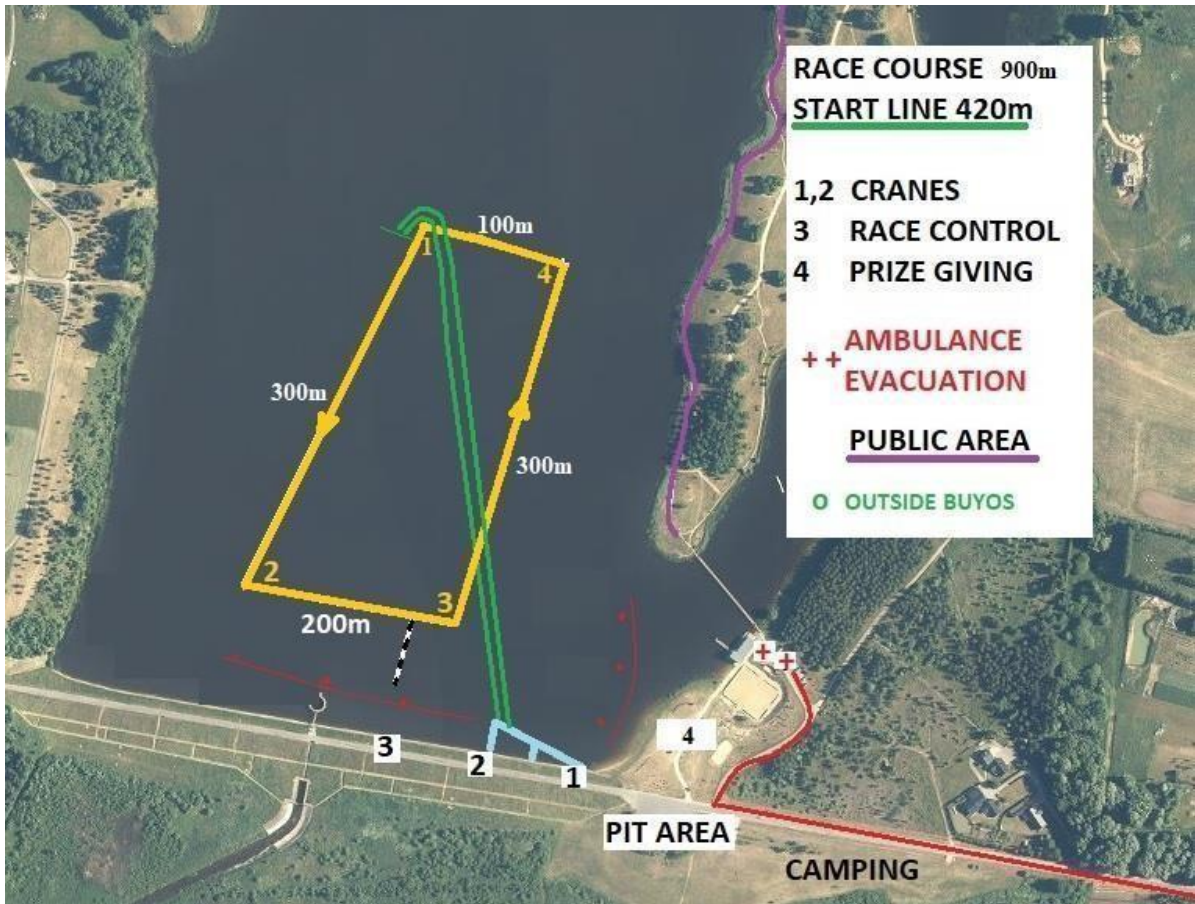 RACE COURSE 900m
START LINE 420m
1,2 CRANES
3 RACE CONTROL
4 PRIZE GIVING
+ + AMBULANCE
EVACUATION
PUBLIC AREA
O OUTSIDE BUYOS
100m
1
4
300m
300m
2
3
200m
+ +
4
3
2
1
PIT AREA
CAMPING